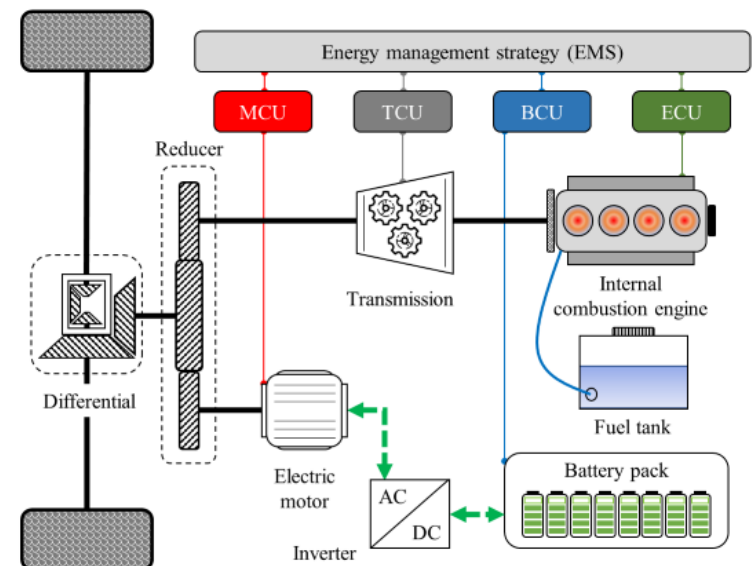 Energy management strategy (EMS)
MCU
TCU
BCU
ECU
Reducer
Transmission
Internal
combustion engine
Differential
Fuel tank
Electric
motor
Battery pack
AC
DC
Inverter